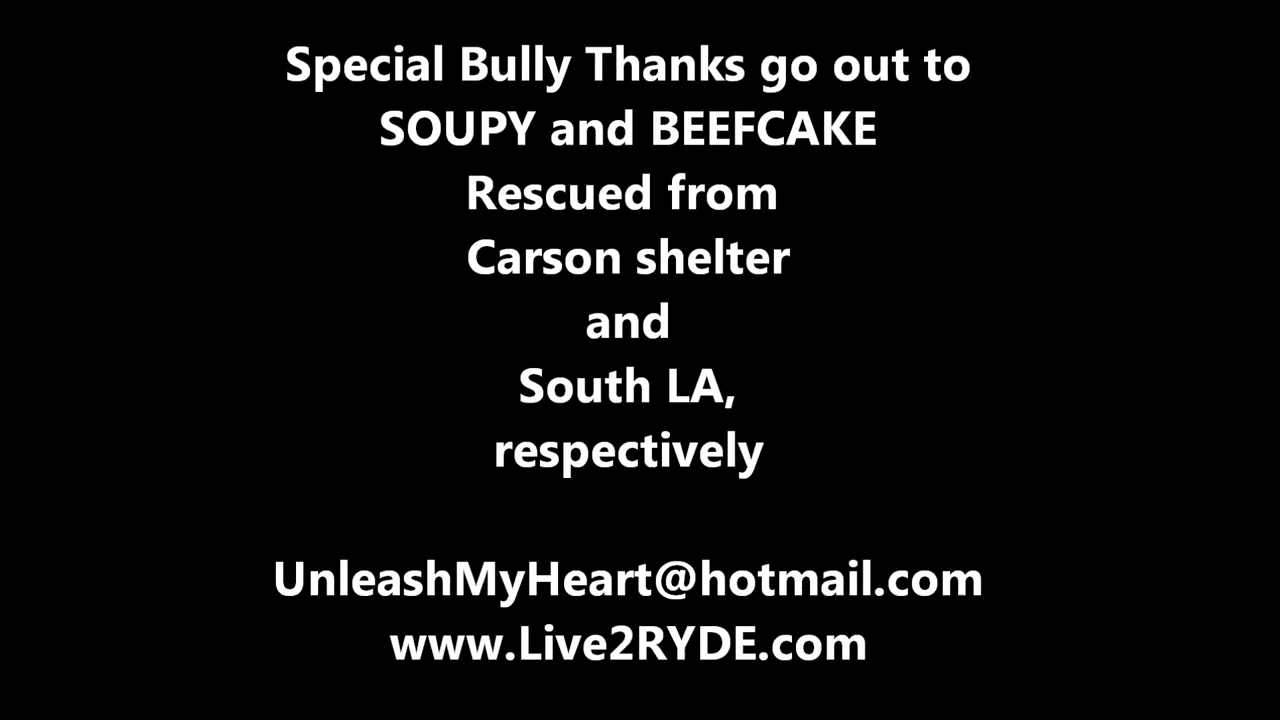 Special Bully Thanks go out to
SOUPY and BEEFCAKE
Rescued from
Carson shelter
and
South LA,
respectively
UnleashMyHeart@hotmail.com
www.Live2RYDE.com